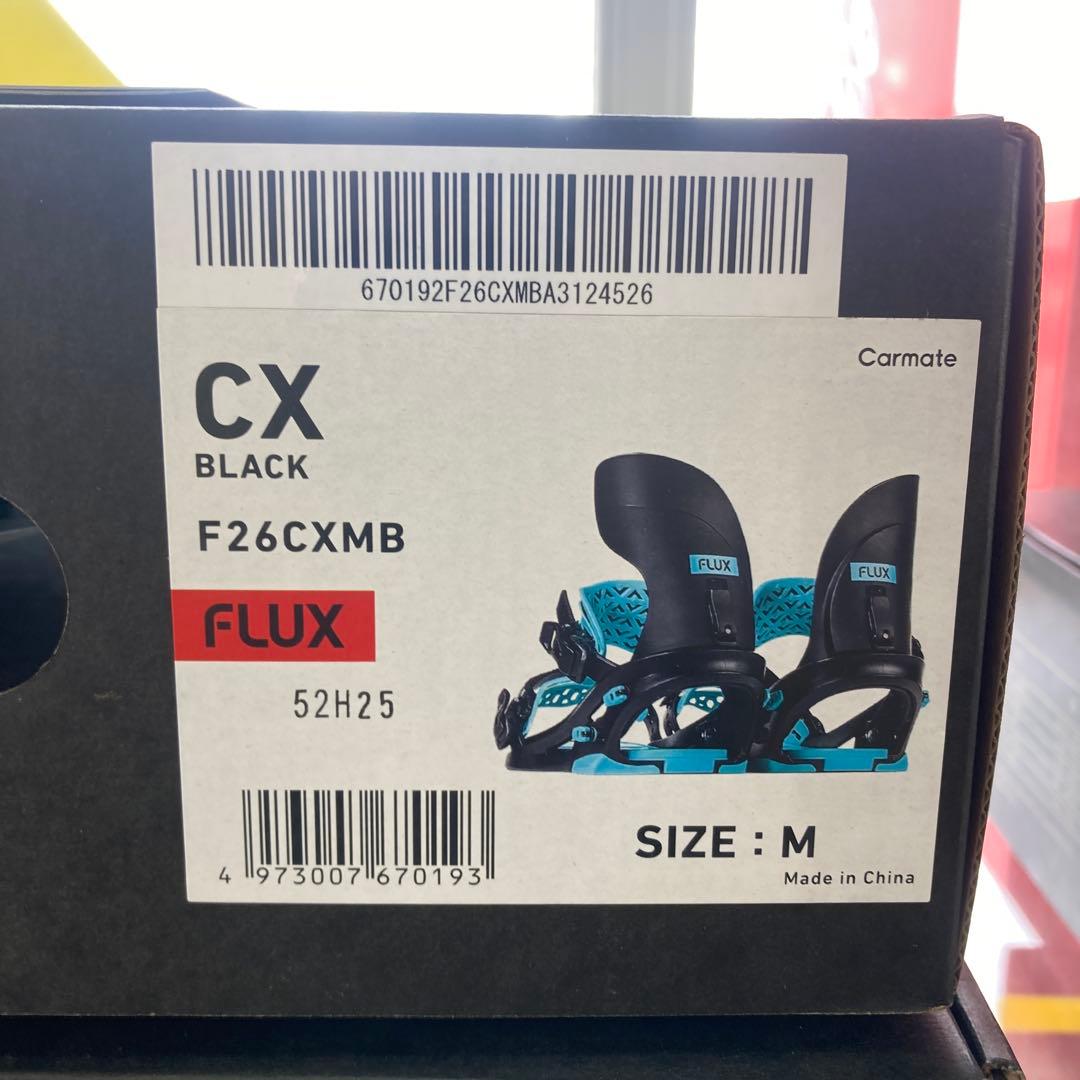 670192F26CXMBA3124526
Carmate
CX
BLACK
F26CXMB
FLUX
FLUX
FLUX
52H25
4 973007 670193
SIZE : M
Made in China